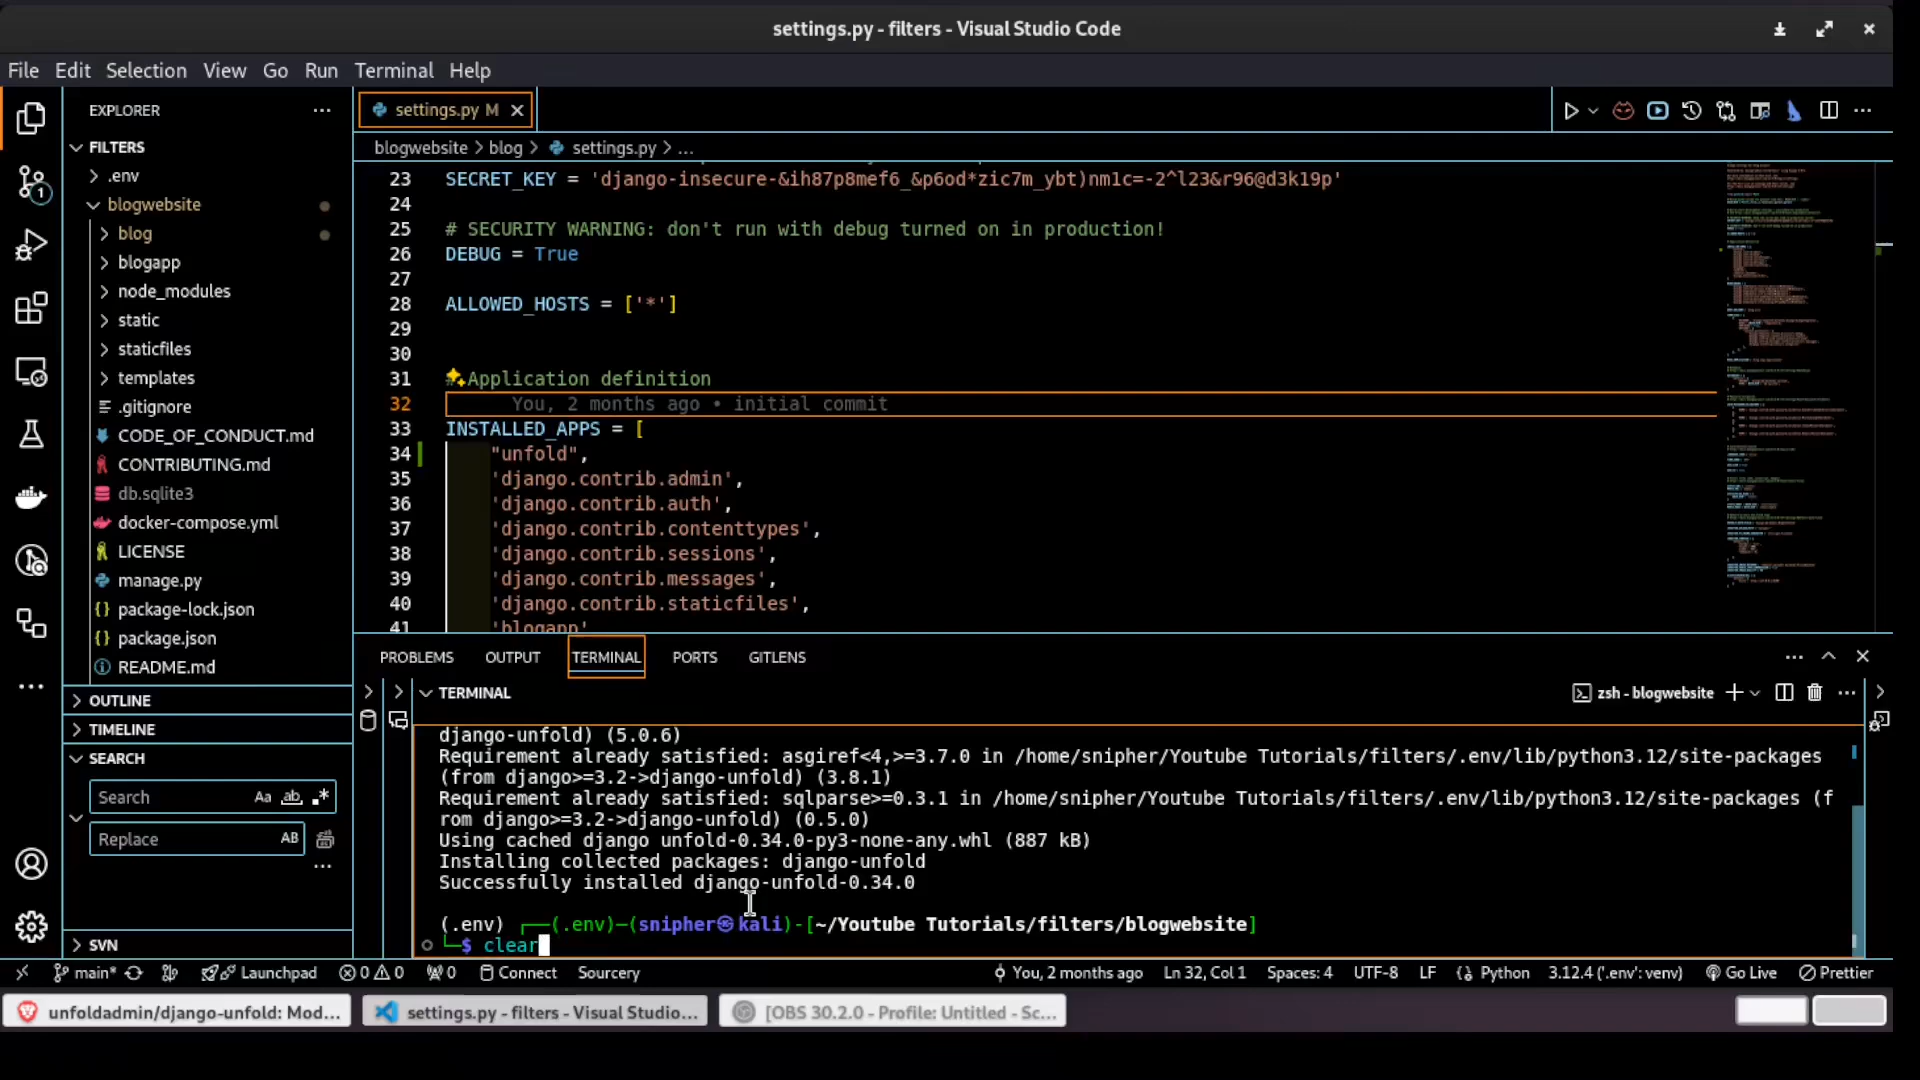 settings.py - filters - Visual Studio Code
File Edit Selection View Go Run Terminal Help
EXPLORER
settings.py M
FILTERS
blogwebsite > blog > settings.py > ...
.env
blogwebsite
blog
blogapp
node_modules
static
staticfiles
templates
.gitignore
CODE_OF_CONDUCT.md
CONTRIBUTING.md
db.sqlite3
docker-compose.yml
LICENSE
manage.py
package-lock.json
package.json
README.md
OUTLINE
TIMELINE
SEARCH
Search Aa ab
Replace AB
SVN
23 SECRET_KEY = 'django-insecure-&ih87p8mef6_&p6od*zic7m_ybt)nm1c=-2^l23&r96@d3k19p'
24
25 # SECURITY WARNING: don't run with debug turned on in production!
26 DEBUG = True
27
28 ALLOWED_HOSTS = ['*']
29
30
31 Application definition
32 You, 2 months ago • initial commit
33 INSTALLED_APPS = [
34 "unfold",
35 'django.contrib.admin',
36 'django.contrib.auth',
37 'django.contrib.contenttypes',
38 'django.contrib.sessions',
39 'django.contrib.messages',
40 'django.contrib.staticfiles',
41 'blogapp'
PROBLEMS OUTPUT TERMINAL PORTS GITLENS
TERMINAL
zsh - blogwebsite
django-unfold) (5.0.6)
Requirement already satisfied: asgiref<4,>=3.7.0 in /home/snipher/Youtube Tutorials/filters/.env/lib/python3.12/site-packages
(from django>=3.2->django-unfold) (3.8.1)
Requirement already satisfied: sqlparse>=0.3.1 in /home/snipher/Youtube Tutorials/filters/.env/lib/python3.12/site-packages (f
rom django>=3.2->django-unfold) (0.5.0)
Using cached django unfold-0.34.0-py3-none-any.whl (887 kB)
Installing collected packages: django-unfold
Successfully installed django-unfold-0.34.0
(.env) ┌──(.env)─(snipher㉿kali)-[~/Youtube Tutorials/filters/blogwebsite]
└─$ clear
main* Launchpad 0 0 0 Connect Sourcery You, 2 months ago Ln 32, Col 1 Spaces: 4 UTF-8 LF Python 3.12.4 ('.env': venv) Go Live Prettier
unfoldadmin/django-unfold: Mod... settings.py - filters - Visual Studio... [OBS 30.2.0 - Profile: Untitled - Sc...
1